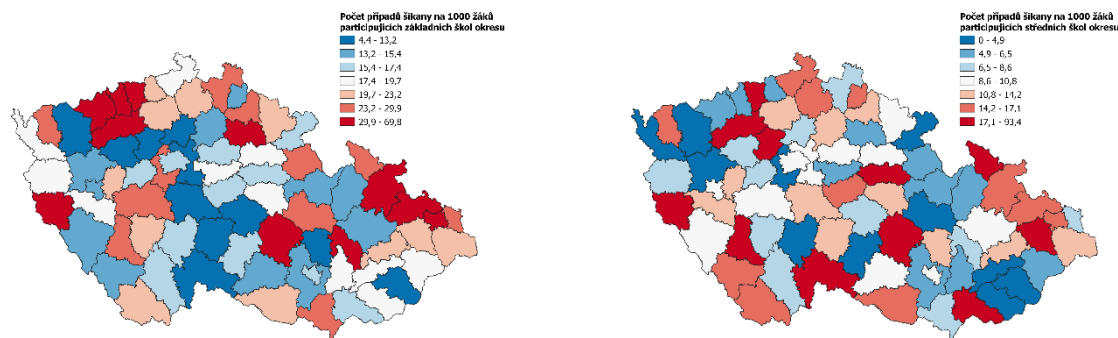 Počet případů šikany na 1000 žáků
participujících základních škol okresu
4,4 - 13,2
13,2 - 15,4
15,4 - 17,4
17,4 - 19,7
19,7 - 23,2
23,2 - 29,9
29,9 - 69,8
Počet případů šikany na 1000 žáků
participujících středních škol okresu
0 - 4,9
4,9 - 6,5
6,5 - 8,6
8,6 - 10,8
10,8 - 14,2
14,2 - 17,1
17,1 - 93,4